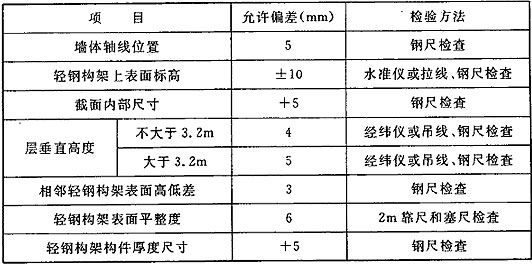 项 目 允许偏差(mm) 检验方法
墙体轴线位置 5 钢尺检查
轻钢构架上表面标高 ±10 水准仪或拉线、钢尺检查
截面内部尺寸 +5 钢尺检查
层垂直高度 不大于3.2m 4 经纬仪或吊线、钢尺检查
大于3.2m 5 经纬仪或吊线、钢尺检查
相邻轻钢构架表面高低差 3 钢尺检查
轻钢构架表面平整度 6 2m靠尺和塞尺检查
轻钢构架构件厚度尺寸 +5 钢尺检查